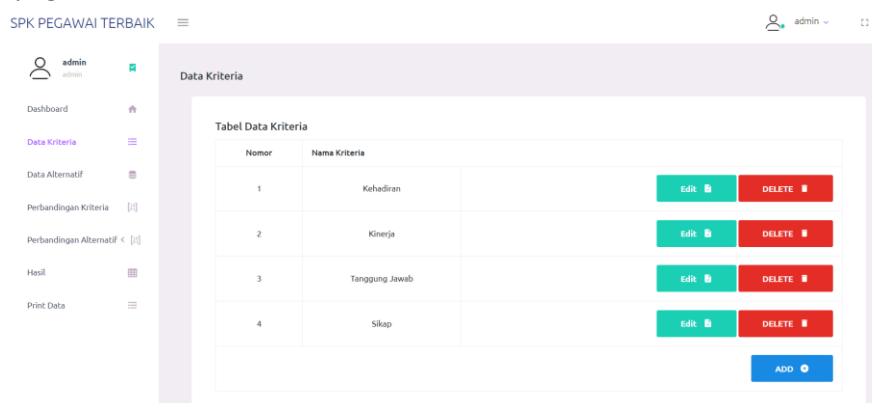 SPK PEGAWAI TERBAIK
admin
admin
admin
Dashboard
Data Kriteria
Data Alternatif
Perbandingan Kriteria
Perbandingan Alternatif <
Hasil
Print Data
Data Kriteria
Tabel Data Kriteria
Nomor Nama Kriteria
1 Kehadiran Edit DELETE
2 Kinerja Edit DELETE
3 Tanggung Jawab Edit DELETE
4 Sikap Edit DELETE
ADD